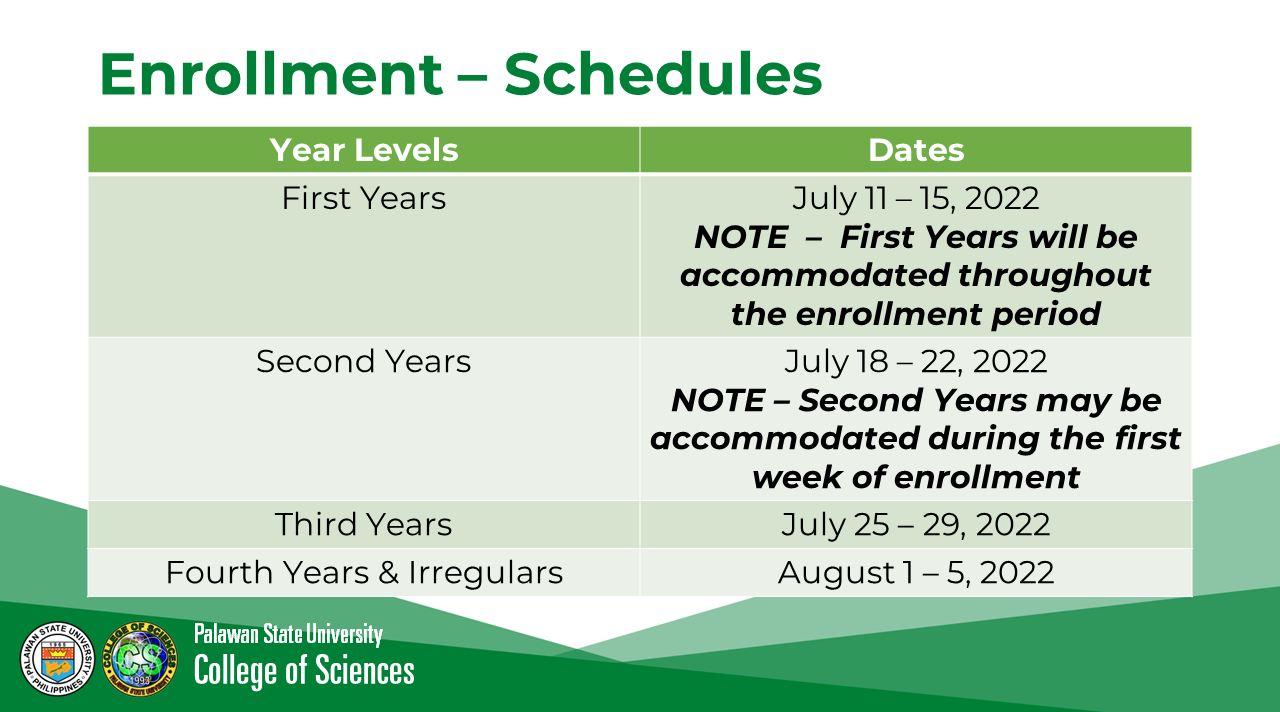 Enrollment – Schedules
Year Levels
Dates
First Years
July 11 – 15, 2022
NOTE – First Years will be
accommodated throughout
the enrollment period
Second Years
July 18 – 22, 2022
NOTE – Second Years may be
accommodated during the first
week of enrollment
Third Years
July 25 – 29, 2022
Fourth Years & Irregulars
August 1 – 5, 2022
PALAWAN STATE UNIVERSITY
PHILIPPINES
COLLEGE OF SCIENCES
CS
1993
PALAWAN STATE UNIVERSITY
Palawan State University
College of Sciences